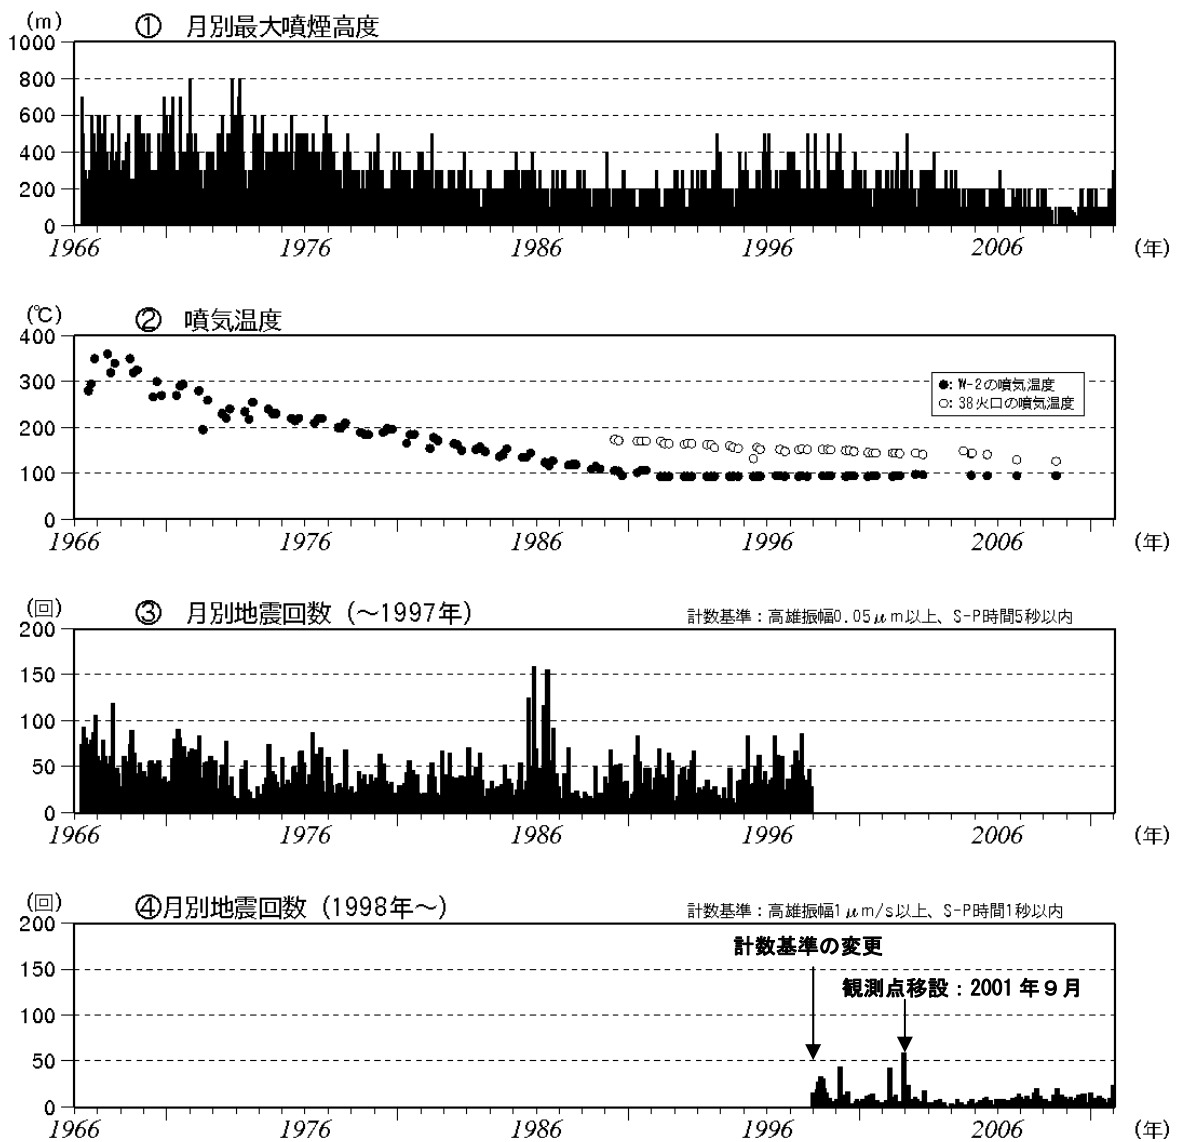 (m) ① 月別最大噴煙高度
1000
800
600
400
200
0
1966 1976 1986 1996 2006 (年)
(℃) ② 噴気温度
400
300
200
100
0
●: W-2の噴気温度
○: 38火口の噴気温度
1966 1976 1986 1996 2006 (年)
(回) ③ 月別地震回数 (～1997年) 計数基準：高雄振幅0.05μm以上、S-P時間5秒以内
200
150
100
50
0
1966 1976 1986 1996 2006 (年)
(回) ④月別地震回数 (1998年～) 計数基準：高雄振幅1μm/s以上、S-P時間1秒以内
200
計数基準の変更
150
観測点移設：2001年9月
100
50
0
1966 1976 1986 1996 2006 (年)